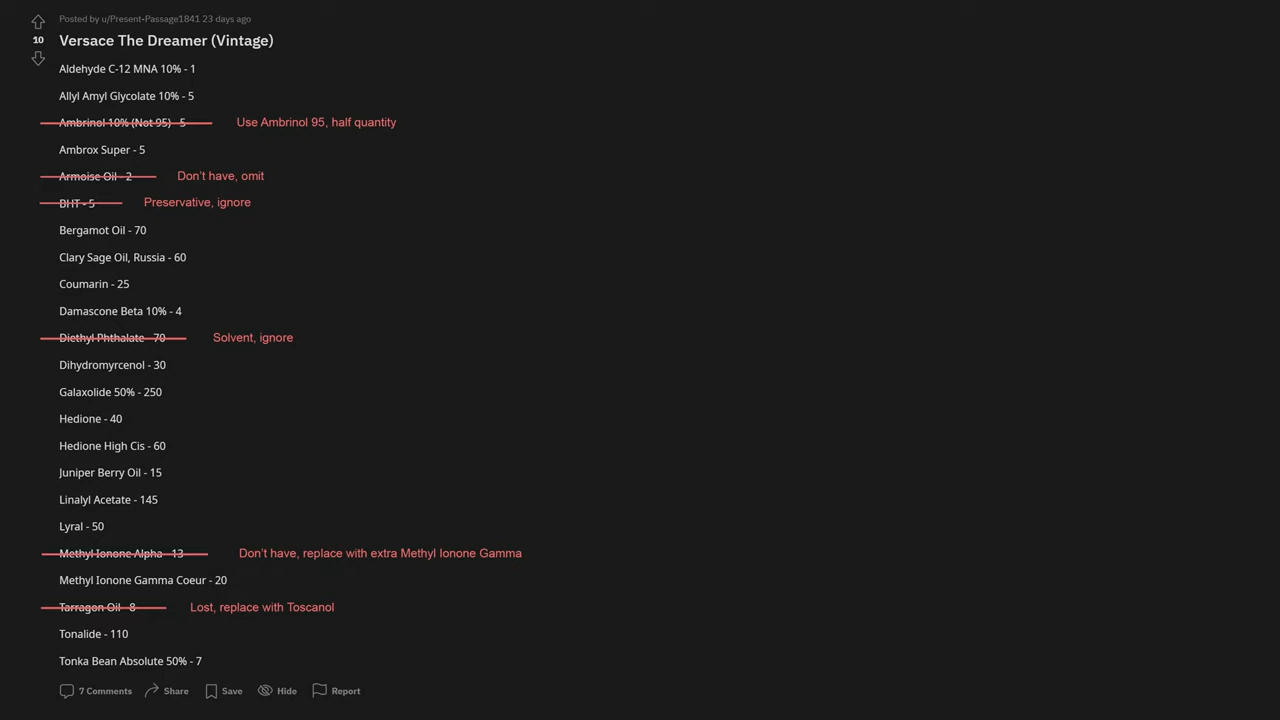 Posted by u/Present-Passage1841 23 days ago
10 Versace The Dreamer (Vintage)
Aldehyde C-12 MNA 10% - 1
Allyl Amyl Glycolate 10% - 5
Ambrinol 10% (Not 95) - 5 Use Ambrinol 95, half quantity
Ambrox Super - 5
Armoise Oil - 2 Don't have, omit
BHT - 5 Preservative, ignore
Bergamot Oil - 70
Clary Sage Oil, Russia - 60
Coumarin - 25
Damascone Beta 10% - 4
Diethyl Phthalate - 70 Solvent, ignore
Dihydromyrcenol - 30
Galaxolide 50% - 250
Hedione - 40
Hedione High Cis - 60
Juniper Berry Oil - 15
Linalyl Acetate - 145
Lyral - 50
Methyl Ionone Alpha - 13 Don't have, replace with extra Methyl Ionone Gamma
Methyl Ionone Gamma Coeur - 20
Tarragon Oil - 8 Lost, replace with Toscanol
Tonalide - 110
Tonka Bean Absolute 50% - 7
7 Comments Share Save Hide Report